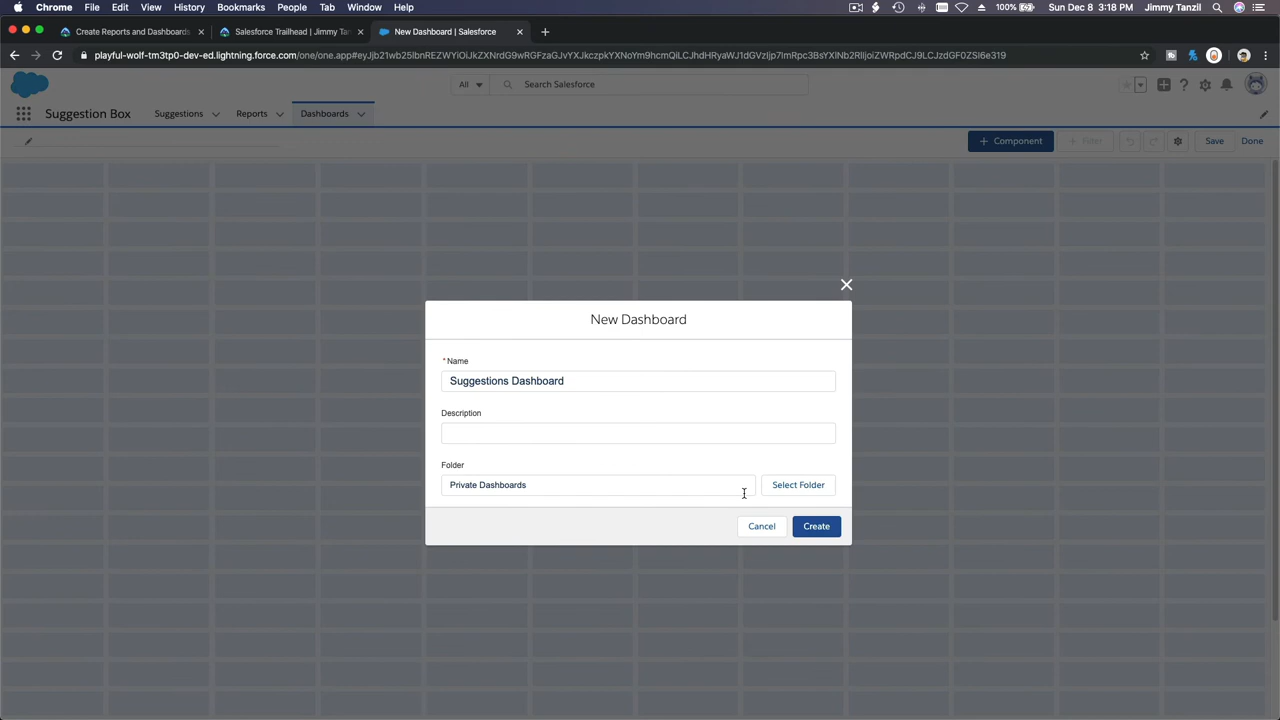 Chrome File Edit View History Bookmarks People Tab Window Help 100% Sun Dec 8 3:18 PM Jimmy Tanzil
Create Reports and Dashboards Salesforce Trailhead | Jimmy Tan New Dashboard | Salesforce
All Search Salesforce
Suggestion Box Suggestions Reports Dashboards
+ Component + Filter Save Done
New Dashboard
* Name
Suggestions Dashboard
Description
Folder
Private Dashboards Select Folder
Cancel Create